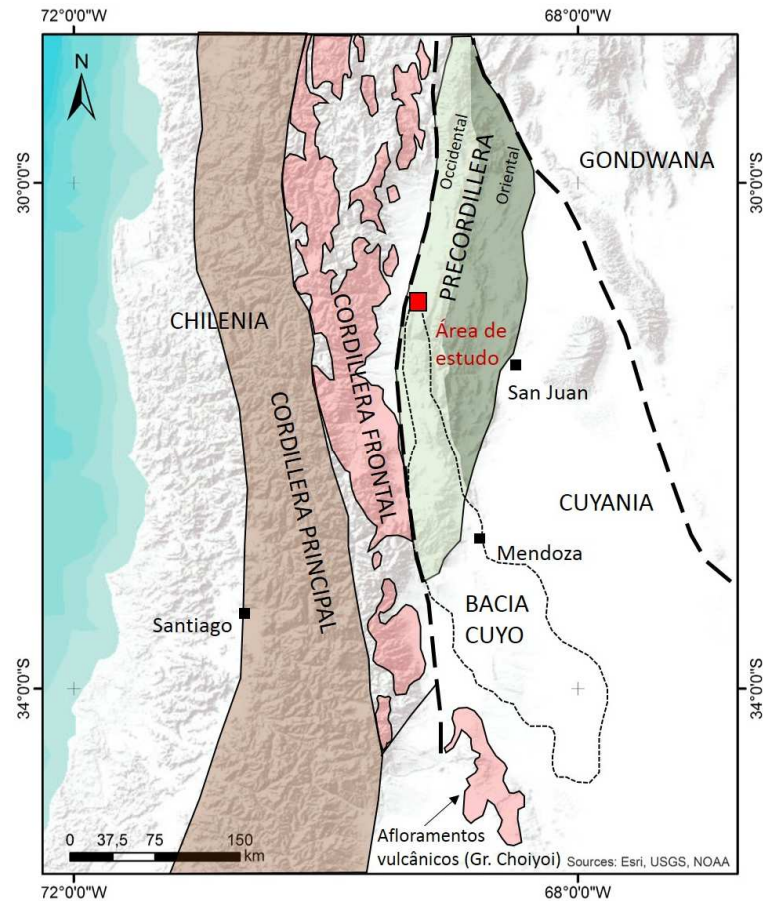 72°0'0"W
68°0'0"W
N
30°0'0"S
30°0'0"S
GONDWANA
Occidental
PRECORDILLERA
Oriental
CHILENIA
Área de
estudo
CORDILLERA FRONTAL
San Juan
CORDILLERA PRINCIPAL
CUYANIA
Mendoza
BACIA
CUYO
Santiago
34°0'0"S
34°0'0"S
0 37,5 75 150
km
Afloramentos
vulcânicos (Gr. Choiyoi)
Sources: Esri, USGS, NOAA
72°0'0"W
68°0'0"W